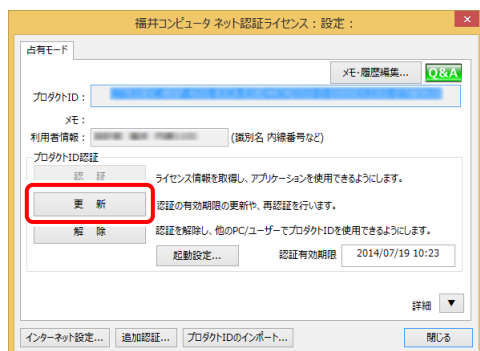 福井コンピュータ ネット認証ライセンス：設定：
占有モード
メモ・履歴編集... Q&A
プロダクトID：
メモ：
利用者情報： (識別名 内線番号など)
プロダクトID認証
認 証 ライセンス情報を取得し、アプリケーションを使用できるようにします。
更 新 認証の有効期限の更新や、再認証を行います。
解 除 認証を解除し、他のPC/ユーザーでプロダクトIDを使用できるようにします。
起動設定... 認証有効期限 2014/07/19 10:23
詳細 ▼
インターネット設定... 追加認証... プロダクトIDのインポート... 閉じる